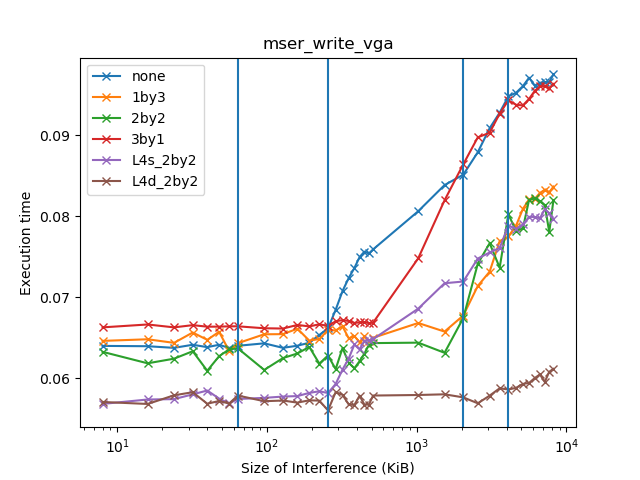 mser_write_vga
none
1by3
2by2
3by1
L4s_2by2
L4d_2by2
Execution time
0.09
0.08
0.07
0.06
10¹ 10² 10³ 10⁴
Size of Interference (KiB)